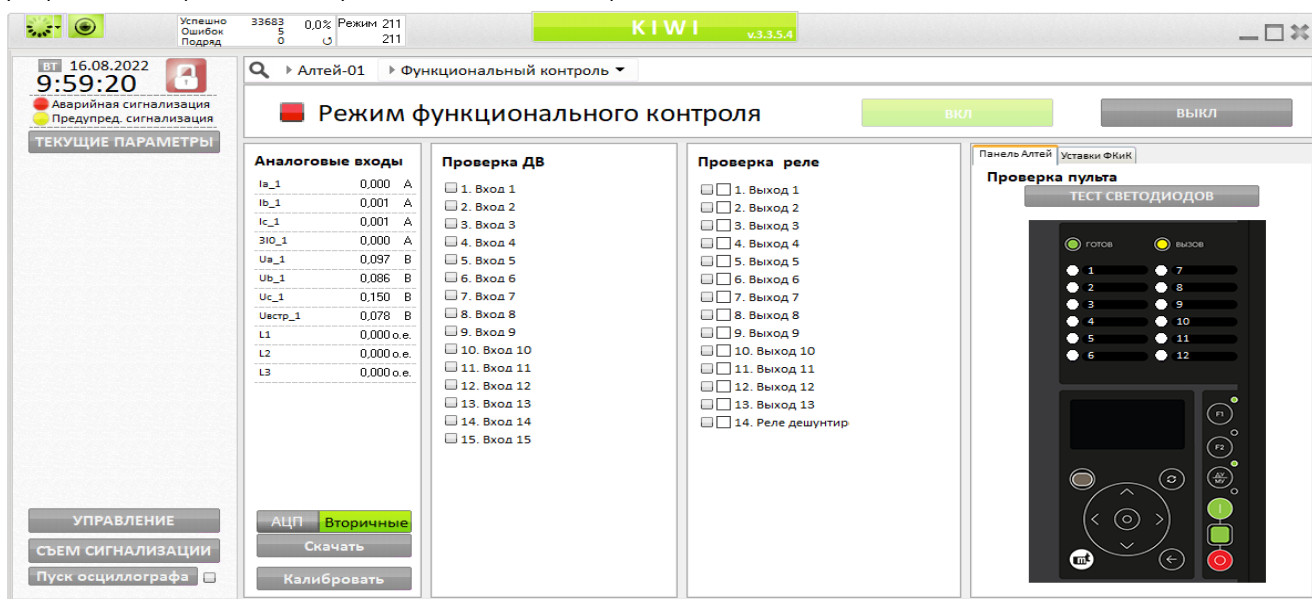 Успешно 33683 0,0% Режим 211
Ошибок 5
Подряд 0 211
KIWI v.3.3.5.4
ВТ 16.08.2022
9:59:20
Аварийная сигнализация
Предупред. сигнализация
ТЕКУЩИЕ ПАРАМЕТРЫ
УПРАВЛЕНИЕ
СЪЕМ СИГНАЛИЗАЦИИ
Пуск осциллографа
Алтей-01 Функциональный контроль
Режим функционального контроля
ВКЛ
ВЫКЛ
Аналоговые входы
Ia_1 0,000 А
Ib_1 0,001 А
Ic_1 0,001 А
3I0_1 0,000 А
Ua_1 0,097 В
Ub_1 0,086 В
Uc_1 0,150 В
Uвстр_1 0,078 В
L1 0,000 о.е.
L2 0,000 о.е.
L3 0,000 о.е.
АЦП Вторичные
Скачать
Калибровать
Проверка ДВ
1. Вход 1
2. Вход 2
3. Вход 3
4. Вход 4
5. Вход 5
6. Вход 6
7. Вход 7
8. Вход 8
9. Вход 9
10. Вход 10
11. Вход 11
12. Вход 12
13. Вход 13
14. Вход 14
15. Вход 15
Проверка реле
1. Выход 1
2. Выход 2
3. Выход 3
4. Выход 4
5. Выход 5
6. Выход 6
7. Выход 7
8. Выход 8
9. Выход 9
10. Выход 10
11. Выход 11
12. Выход 12
13. Выход 13
14. Реле дешунтир
Панель Алтей Уставки ФКиК
Проверка пульта
ТЕСТ СВЕТОДИОДОВ
ГОТОВ ВЫЗОВ
1 7
2 8
3 9
4 10
5 11
6 12
F1
F2
ДУ
МУ